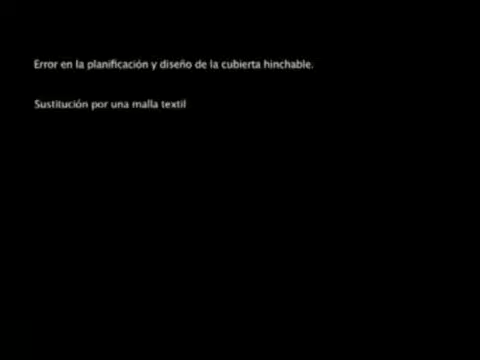 Error en la planificación y diseño de la cubierta hinchable.
Sustitución por una malla textil